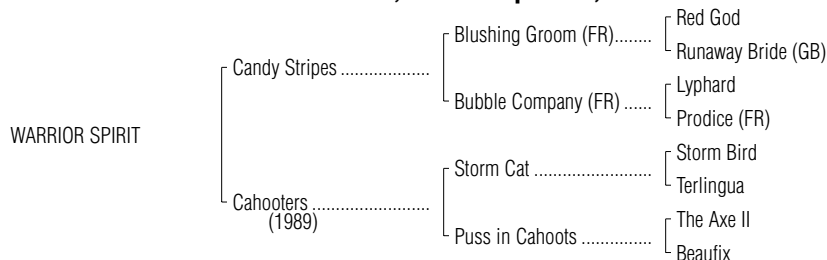 Red God
Blushing Groom (FR)........
Runaway Bride (GB)
Candy Stripes ...................
Lyphard
Bubble Company (FR) ......
Prodice (FR)
WARRIOR SPIRIT
Storm Bird
Storm Cat .........................
Terlingua
Cahooters .........................
(1989)
The Axe II
Puss in Cahoots ...............
Beaufix